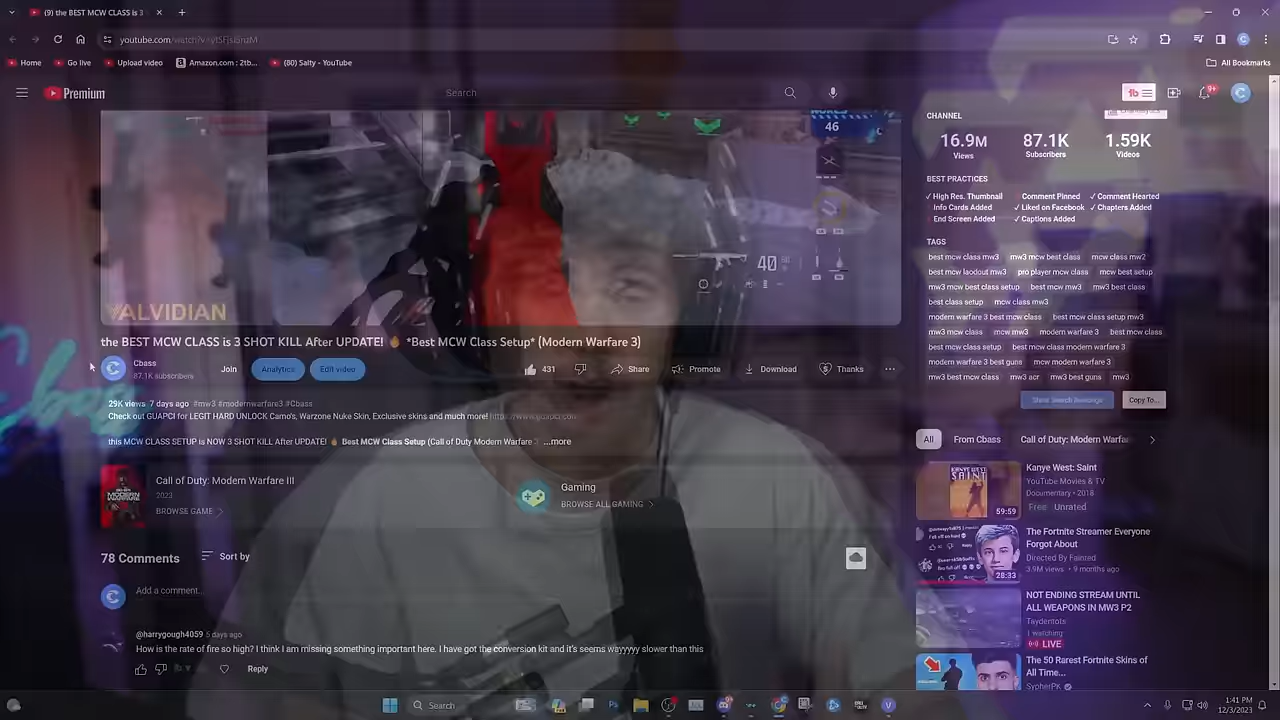 (9) the BEST MCW CLASS is 3
Home
Go live
Upload video
Amazon.com : 2tb...
(80) Salty - YouTube
All Bookmarks
Premium
Search
9+
46
40
ALVIDIAN
the BEST MCW CLASS is 3 SHOT KILL After UPDATE! 🔥 *Best MCW Class Setup* (Modern Warfare 3)
Cbass
87.1K subscribers
Join
Analytics
Edit video
431
Share
Promote
Download
Thanks
29K views 7 days ago #mw3 #modernwarfare3 #Cbass
Check out GUAPCI for LEGIT HARD UNLOCK Camo's, Warzone Nuke Skin, Exclusive skins and much more!
this MCW CLASS SETUP is NOW 3 SHOT KILL After UPDATE! 🔥 Best MCW Class Setup (Call of Duty Modern Warfare
...more
Call of Duty: Modern Warfare III
2023
BROWSE GAME
Gaming
BROWSE ALL GAMING
78 Comments
Sort by
Add a comment...
@harrygough4059 5 days ago
How is the rate of fire so high? I think I am missing something important here. I have got the conversion kit and it's seems wayyyyy slower than this
Reply
CHANNEL
16.9M
Views
87.1K
Subscribers
1.59K
Videos
BEST PRACTICES
✓ High Res. Thumbnail
Comment Pinned
✓ Comment Hearted
Info Cards Added
✓ Liked on Facebook
✓ Chapters Added
End Screen Added
✓ Captions Added
TAGS
best mcw class mw3
mw3 mcw best class
mcw class mw2
best mcw laodout mw3
pro player mcw class
mcw best setup
mw3 mcw best class setup
best mcw mw3
mw3 best class
best class setup
mcw class mw3
modern warfare 3 best mcw class
best mcw class setup mw3
mw3 mcw class
mcw mw3
modern warfare 3
mcw best class
best mcw class setup
best mcw class modern warfare 3
modern warfare 3 best guns
mcw modern warfare 3
mw3 best mcw class
mw3 acr
mw3 best guns
mw3
Show Search Rankings
Copy To...
All
From Cbass
Call of Duty: Modern Warfar
Kanye West: Saint
YouTube Movies & TV
Documentary • 2018
Free
Unrated
59:59
The Fortnite Streamer Everyone
Forgot About
Directed By Fainzed
3.9M views • 9 months ago
28:33
NOT ENDING STREAM UNTIL
ALL WEAPONS IN MW3 P2
Taydentots
1 watching
LIVE
The 50 Rarest Fortnite Skins of
All Time...
SypherPK
Search
1:41 PM
12/3/2023